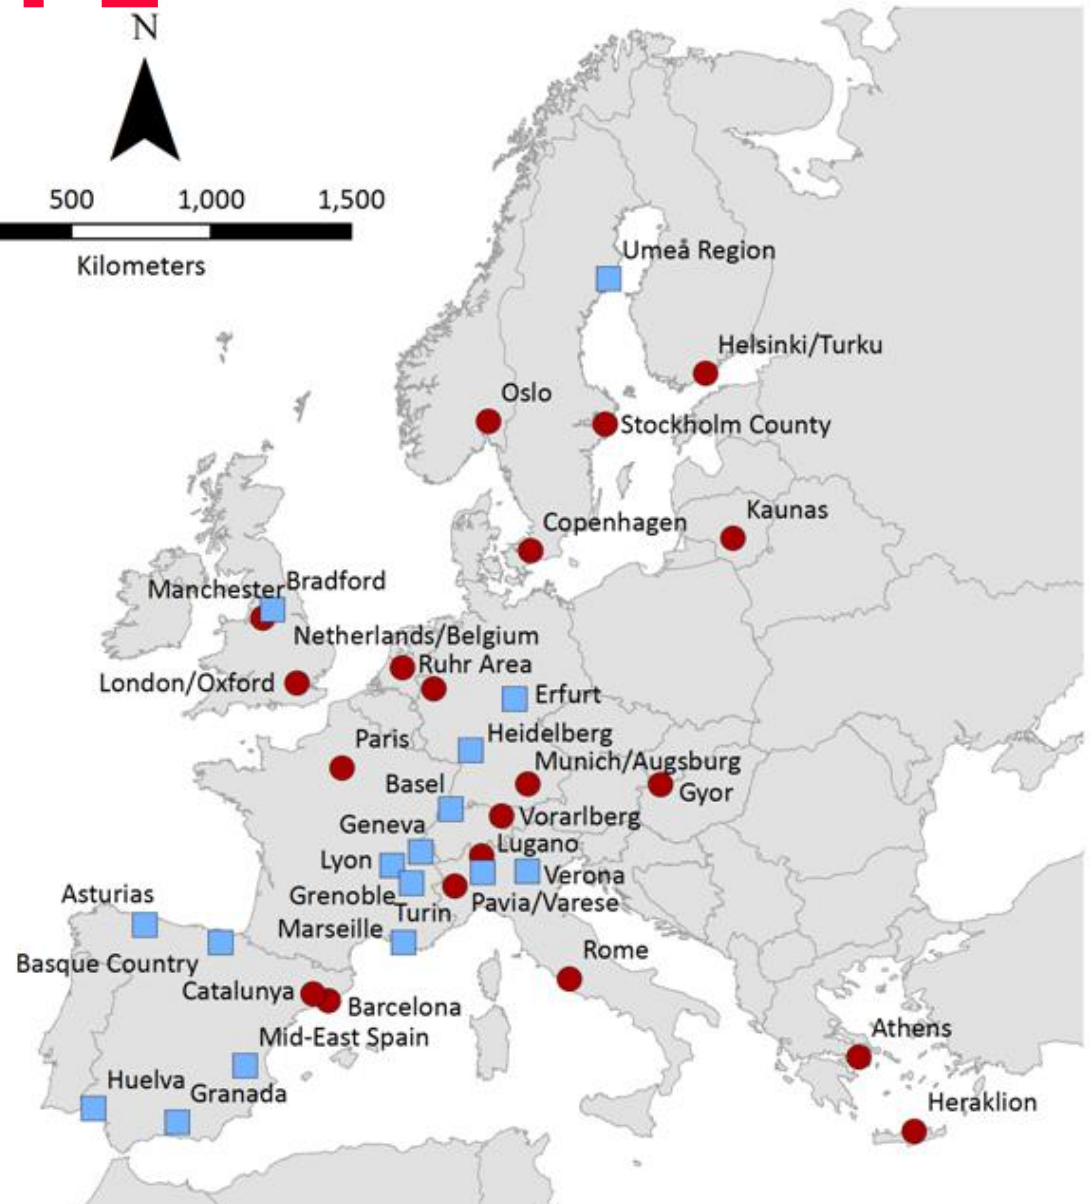 N
500 1,000 1,500
Kilometers
Umeå Region
Helsinki/Turku
Oslo
Stockholm County
Kaunas
Copenhagen
Manchester
Bradford
Netherlands/Belgium
Ruhr Area
London/Oxford
Erfurt
Heidelberg
Paris
Munich/Augsburg
Basel
Gyor
Vorarlberg
Geneva
Lugano
Lyon
Verona
Grenoble
Turin
Pavia/Varese
Asturias
Marseille
Rome
Basque Country
Catalunya
Barcelona
Athens
Mid-East Spain
Huelva
Granada
Heraklion